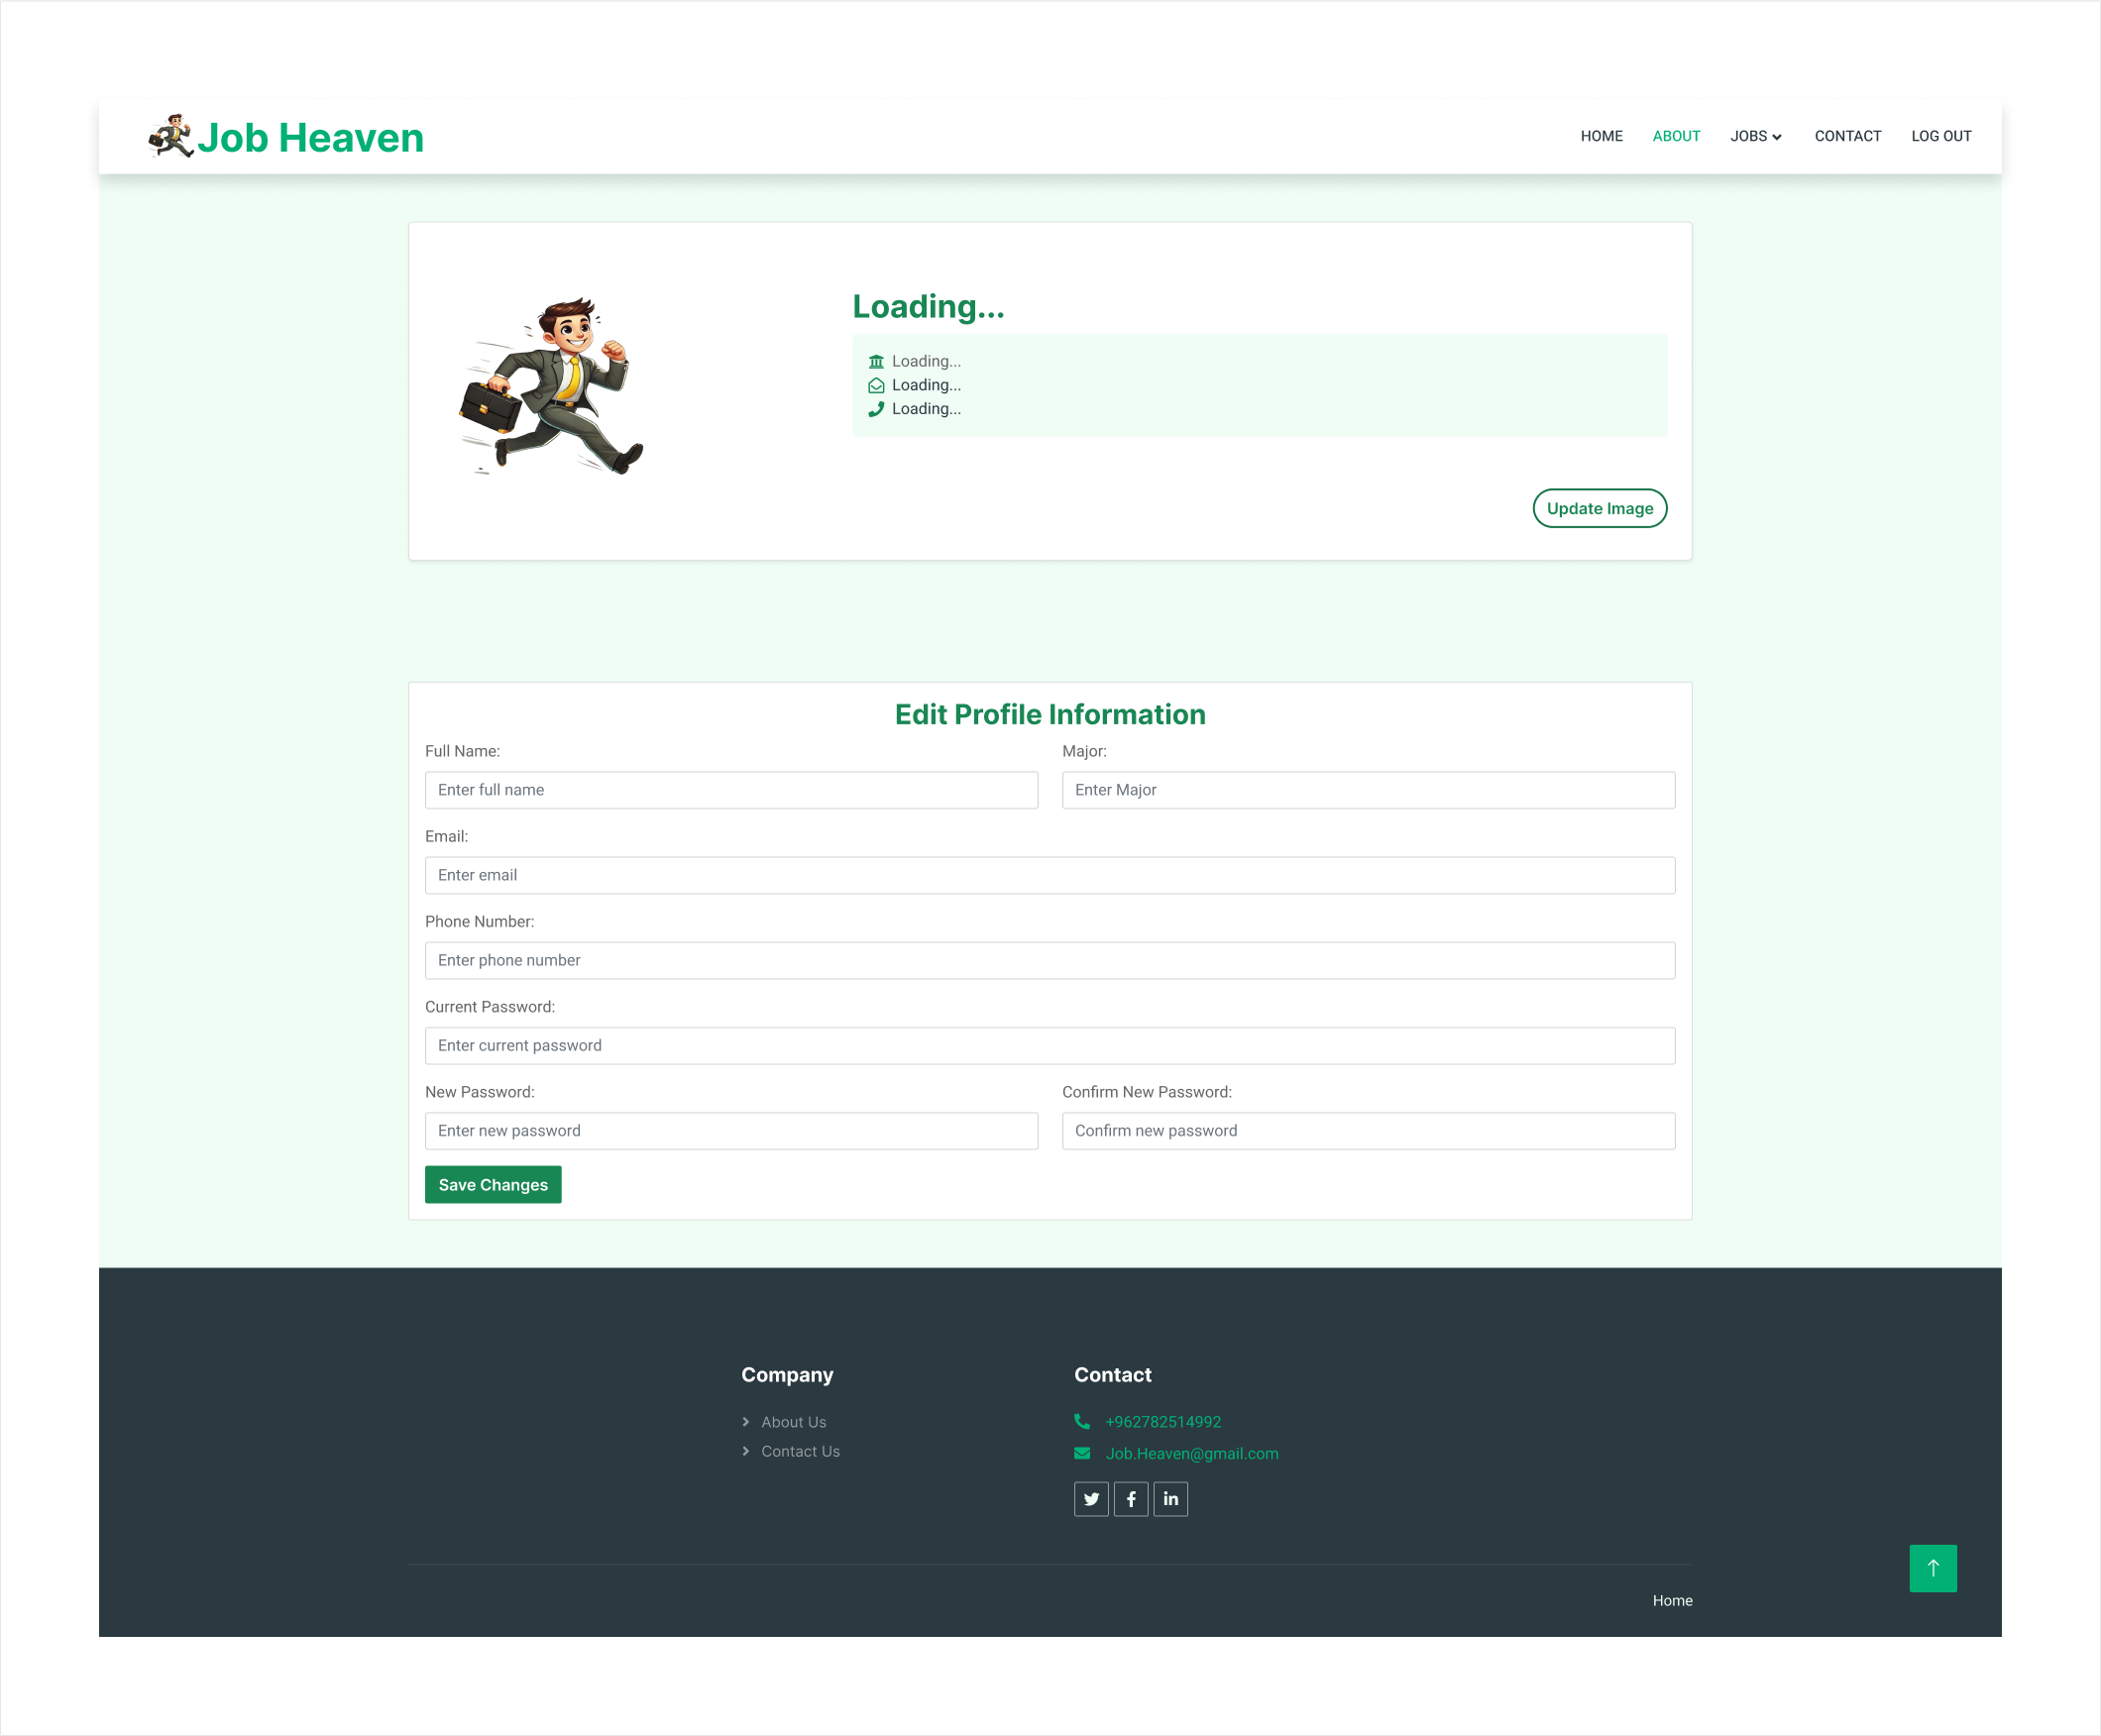 Job Heaven
HOME ABOUT JOBS CONTACT LOG OUT
Loading...
Loading...
Loading...
Loading...
Update Image
Edit Profile Information
Full Name: Major:
Enter full name Enter Major
Email:
Enter email
Phone Number:
Enter phone number
Current Password:
Enter current password
New Password: Confirm New Password:
Enter new password Confirm new password
Save Changes
Company Contact
About Us +962782514992
Contact Us Job.Heaven@gmail.com
Home